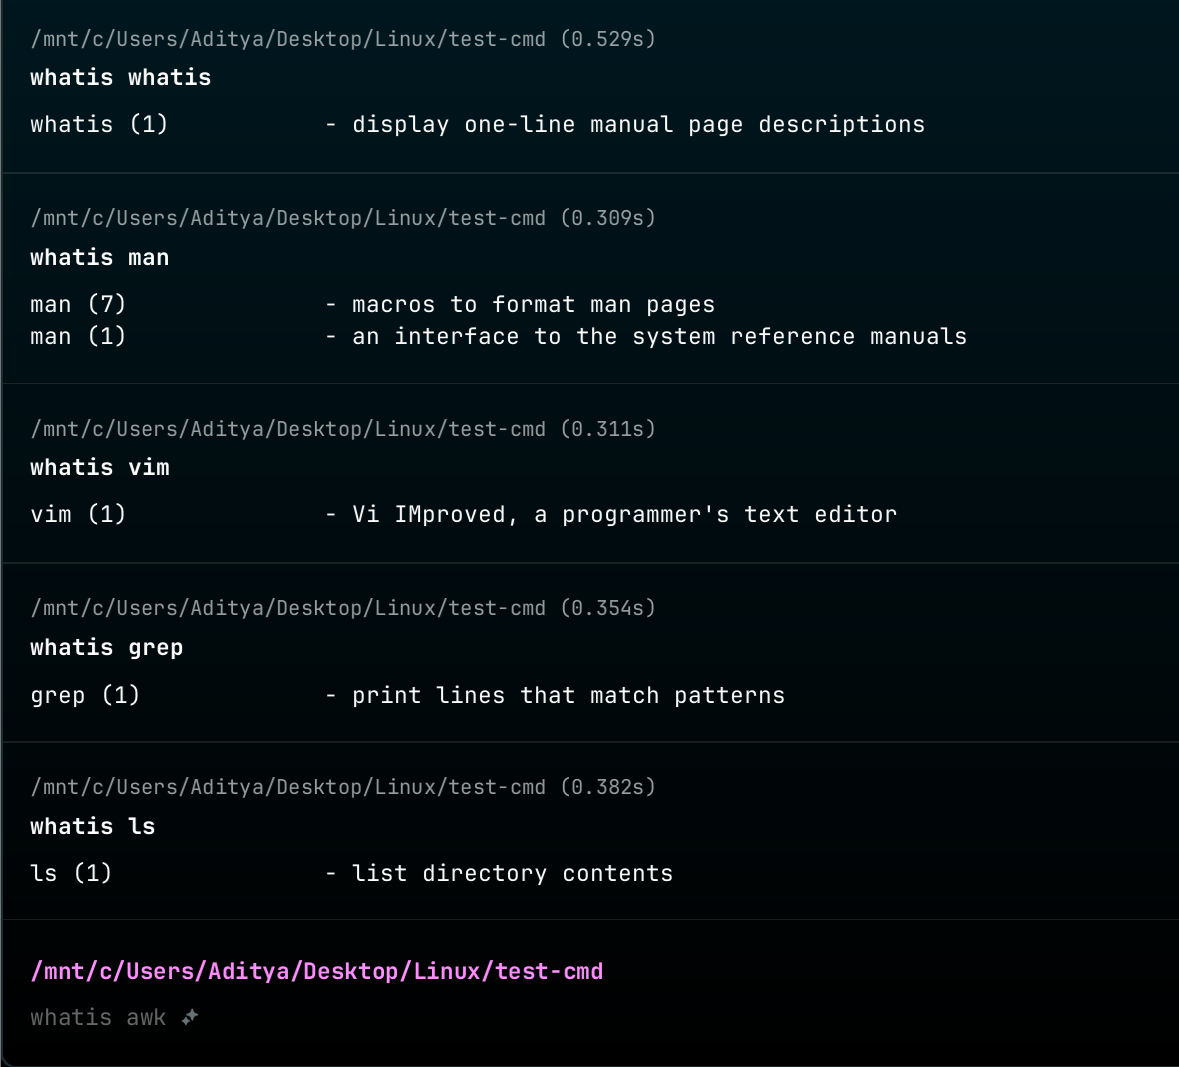 /mnt/c/Users/Aditya/Desktop/Linux/test-cmd (0.529s)
whatis whatis
whatis (1)           - display one-line manual page descriptions
/mnt/c/Users/Aditya/Desktop/Linux/test-cmd (0.309s)
whatis man
man (7)              - macros to format man pages
man (1)              - an interface to the system reference manuals
/mnt/c/Users/Aditya/Desktop/Linux/test-cmd (0.311s)
whatis vim
vim (1)              - Vi IMproved, a programmer's text editor
/mnt/c/Users/Aditya/Desktop/Linux/test-cmd (0.354s)
whatis grep
grep (1)             - print lines that match patterns
/mnt/c/Users/Aditya/Desktop/Linux/test-cmd (0.382s)
whatis ls
ls (1)               - list directory contents
/mnt/c/Users/Aditya/Desktop/Linux/test-cmd
whatis awk